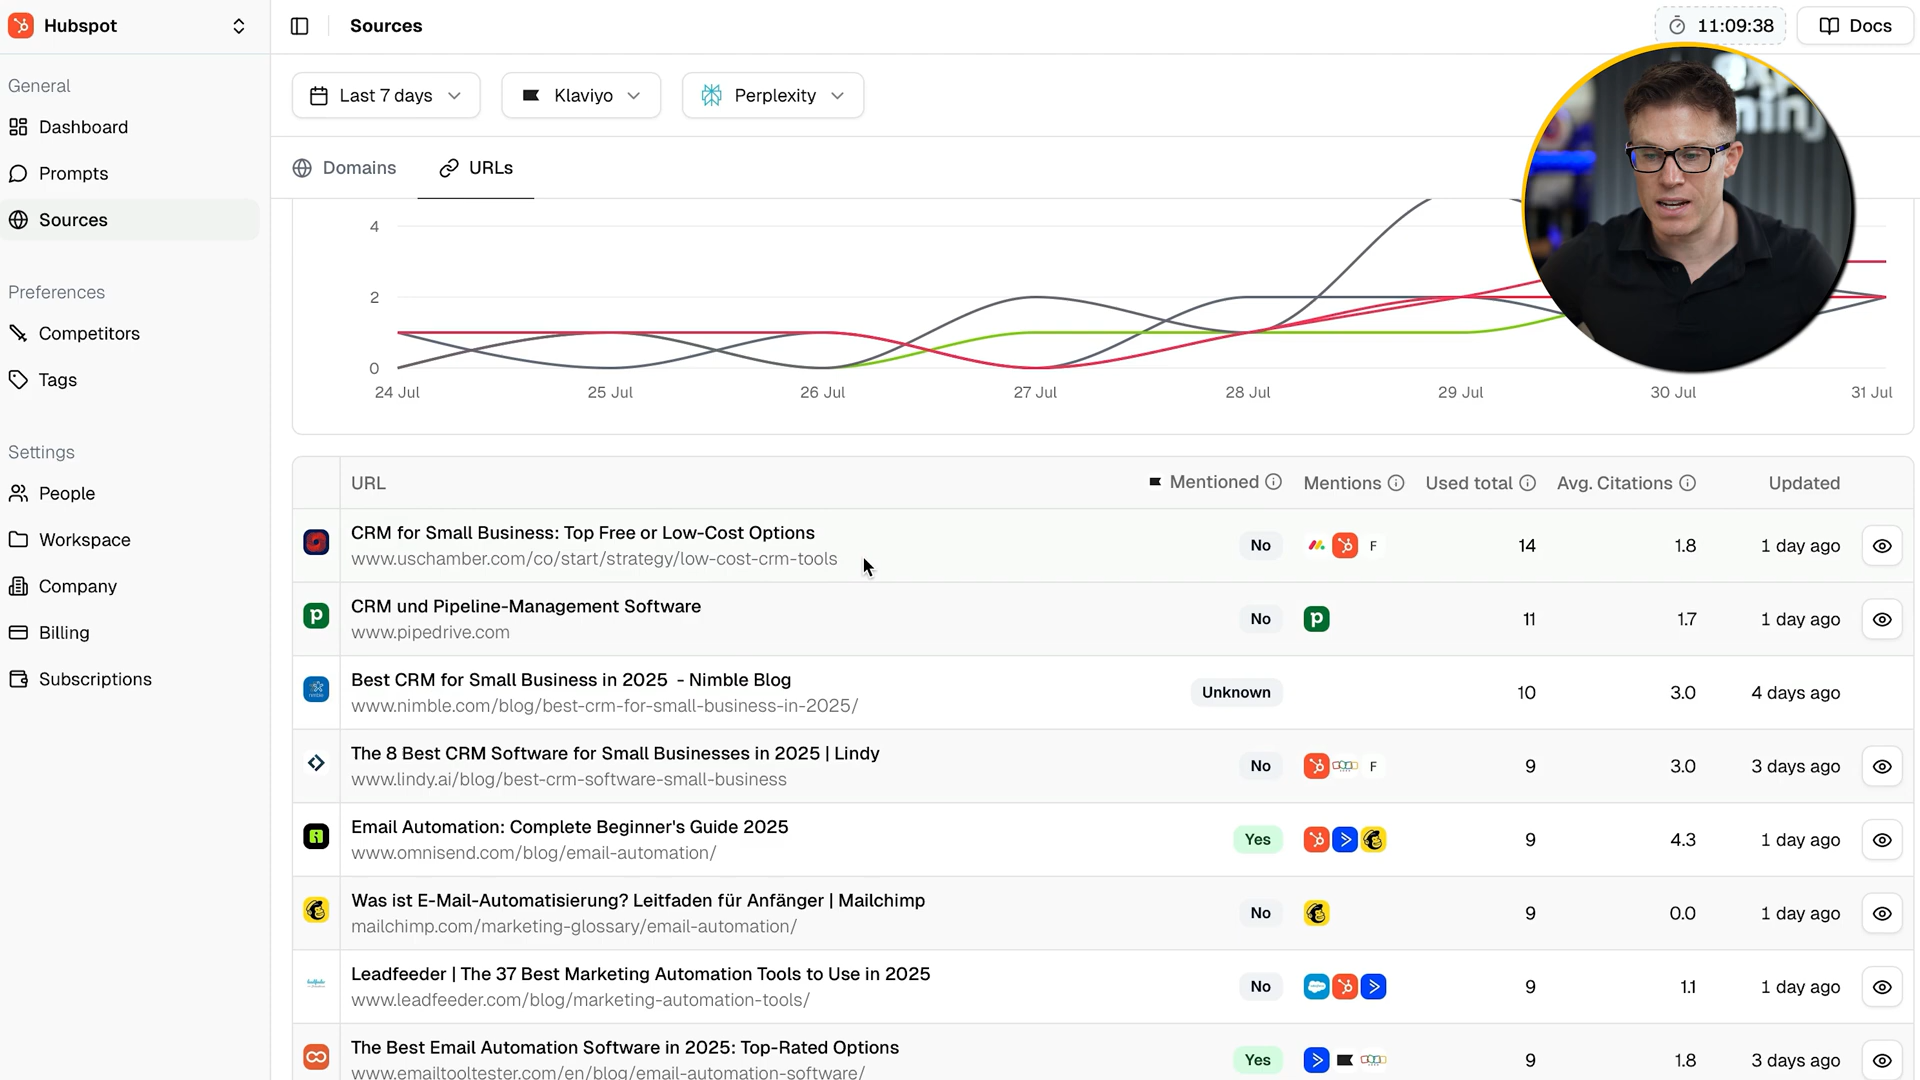 Hubspot
Sources
11:09:38
Docs
General
Dashboard
Prompts
Sources
Preferences
Competitors
Tags
Settings
People
Workspace
Company
Billing
Subscriptions
Last 7 days
Klaviyo
Perplexity
Domains
URLs
4
2
0
24 Jul
25 Jul
26 Jul
27 Jul
28 Jul
29 Jul
30 Jul
31 Jul
URL
Mentioned
Mentions
Used total
Avg. Citations
Updated
CRM for Small Business: Top Free or Low-Cost Options
www.uschamber.com/co/start/strategy/low-cost-crm-tools
No
F
14
1.8
1 day ago
CRM und Pipeline-Management Software
www.pipedrive.com
No
11
1.7
1 day ago
Best CRM for Small Business in 2025 - Nimble Blog
www.nimble.com/blog/best-crm-for-small-business-in-2025/
Unknown
10
3.0
4 days ago
The 8 Best CRM Software for Small Businesses in 2025 | Lindy
www.lindy.ai/blog/best-crm-software-small-business
No
F
9
3.0
3 days ago
Email Automation: Complete Beginner's Guide 2025
www.omnisend.com/blog/email-automation/
Yes
9
4.3
1 day ago
Was ist E-Mail-Automatisierung? Leitfaden für Anfänger | Mailchimp
mailchimp.com/marketing-glossary/email-automation/
No
9
0.0
1 day ago
Leadfeeder | The 37 Best Marketing Automation Tools to Use in 2025
www.leadfeeder.com/blog/marketing-automation-tools/
No
9
1.1
1 day ago
The Best Email Automation Software in 2025: Top-Rated Options
www.emailtooltester.com/en/blog/email-automation-software/
Yes
9
1.8
3 days ago